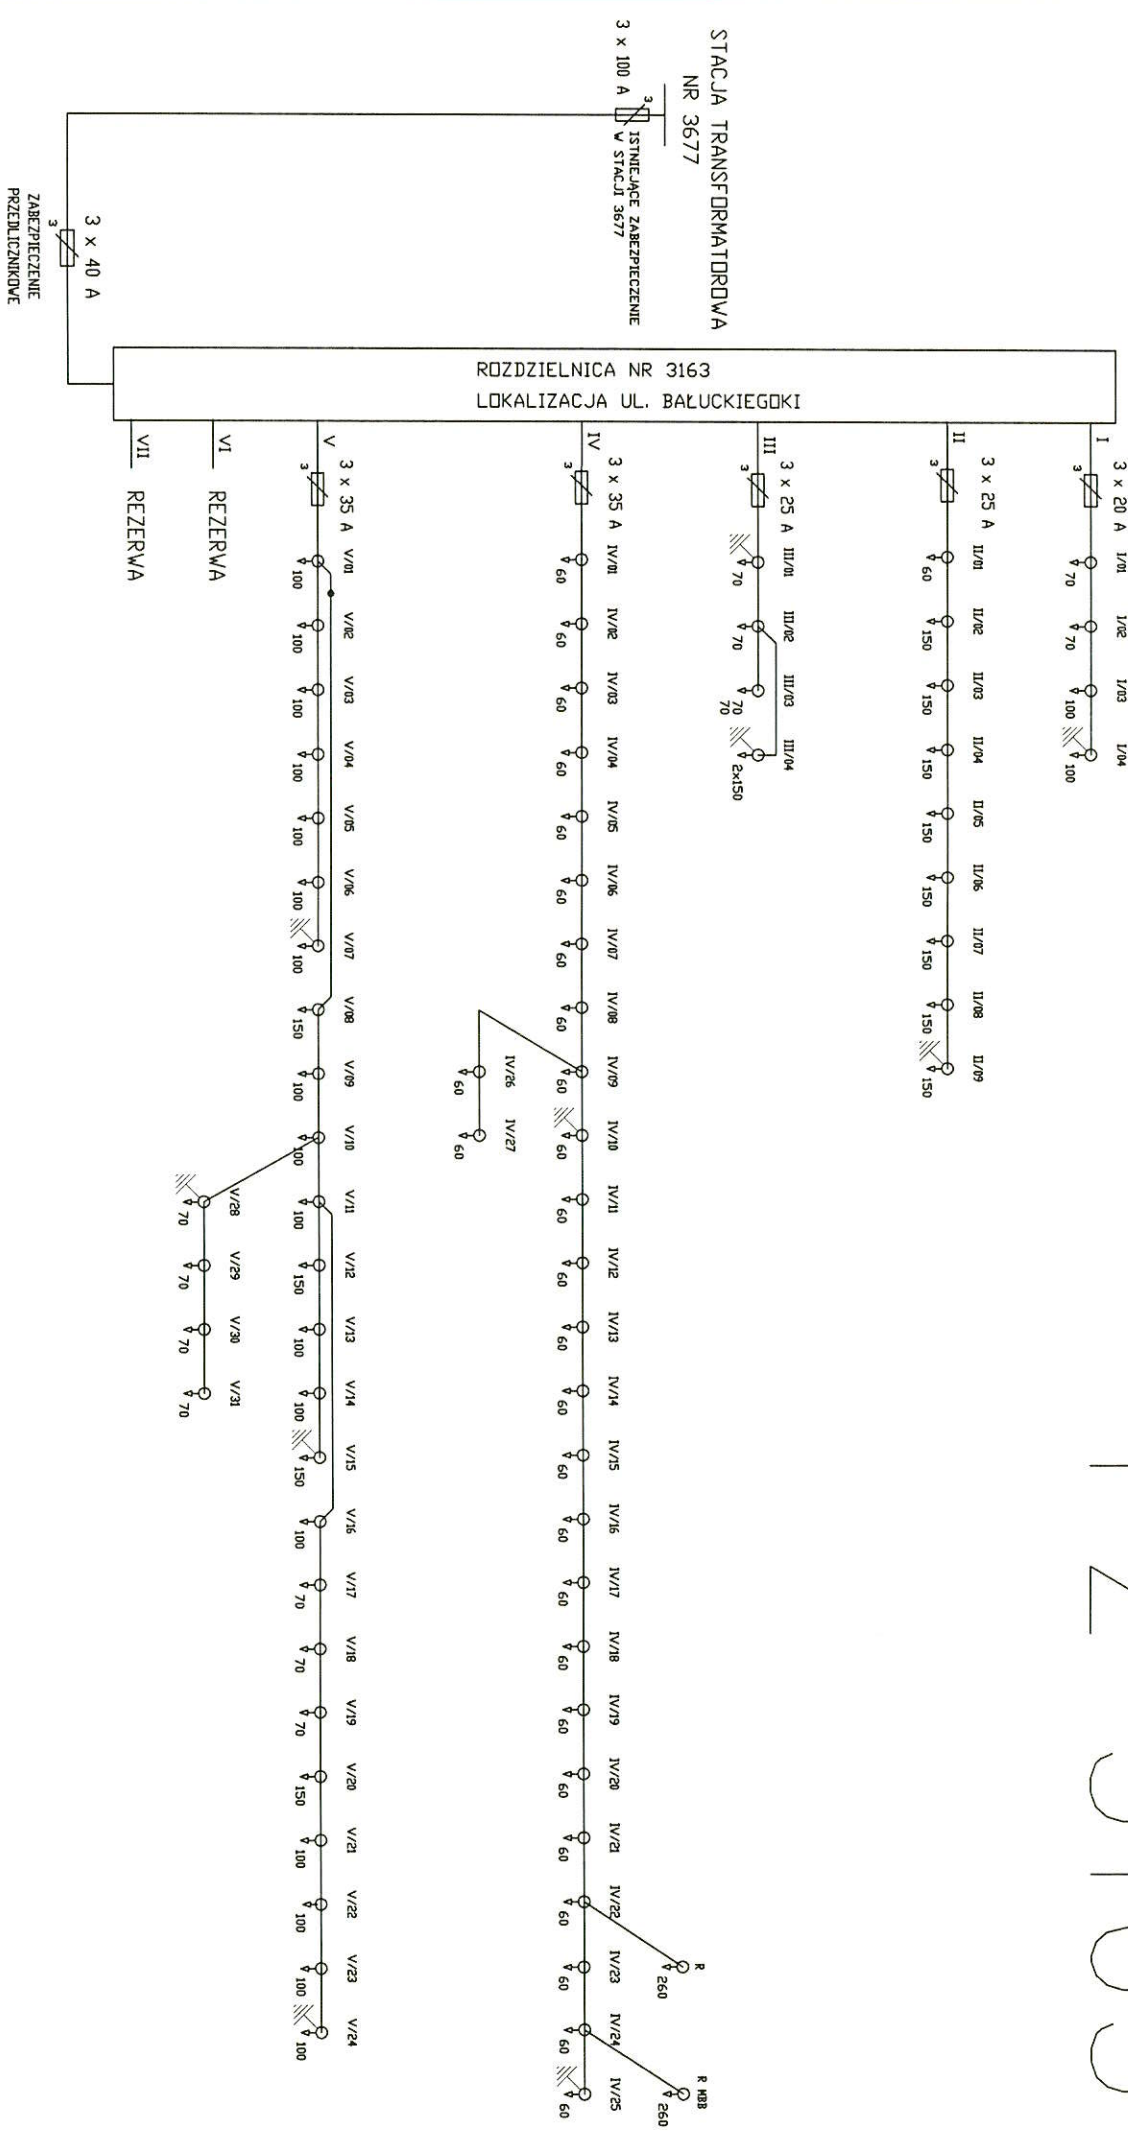 I
3 x 20 A
3
I/01 I/02 I/03 I/04
70 70 100 100
II
3 x 25 A
3
II/01 II/02 II/03 II/04 II/05 II/06 II/07 II/08 II/09
60 150 150 150 150 150 150 150 150
STACJA TRANSFORMATOROWA
NR 3677
3 x 100 A
3
ISTNIEJĄCE ZABEZPIECZENIE
W STACJI 3677
ROZDZIELNICA NR 3163
LOKALIZACJA UL. BAŁUCKIEGOKI
III
3 x 25 A
3
III/01 III/02 III/03 III/04
70 70 70 2x150
70
R R MBB
260 260
IV
3 x 35 A
3
IV/01 IV/02 IV/03 IV/04 IV/05 IV/06 IV/07 IV/08 IV/09 IV/10 IV/11 IV/12 IV/13 IV/14 IV/15 IV/16 IV/17 IV/18 IV/19 IV/20 IV/21 IV/22 IV/23 IV/24 IV/25
60 60 60 60 60 60 60 60 60 60 60 60 60 60 60 60 60 60 60 60 60 60 60 60 60
IV/26 IV/27
60 60
V
3 x 35 A
3
V/01 V/02 V/03 V/04 V/05 V/06 V/07 V/08 V/09 V/10 V/11 V/12 V/13 V/14 V/15 V/16 V/17 V/18 V/19 V/20 V/21 V/22 V/23 V/24
100 100 100 100 100 100 100 150 100 100 100 150 100 100 150 100 70 70 70 150 100 100 100 100
V/28 V/29 V/30 V/31
70 70 70 70
VI
REZERWA
VII
REZERWA
3 x 40 A
3
ZABEZPIECZENIE
PRZEDLICZNIKOWE